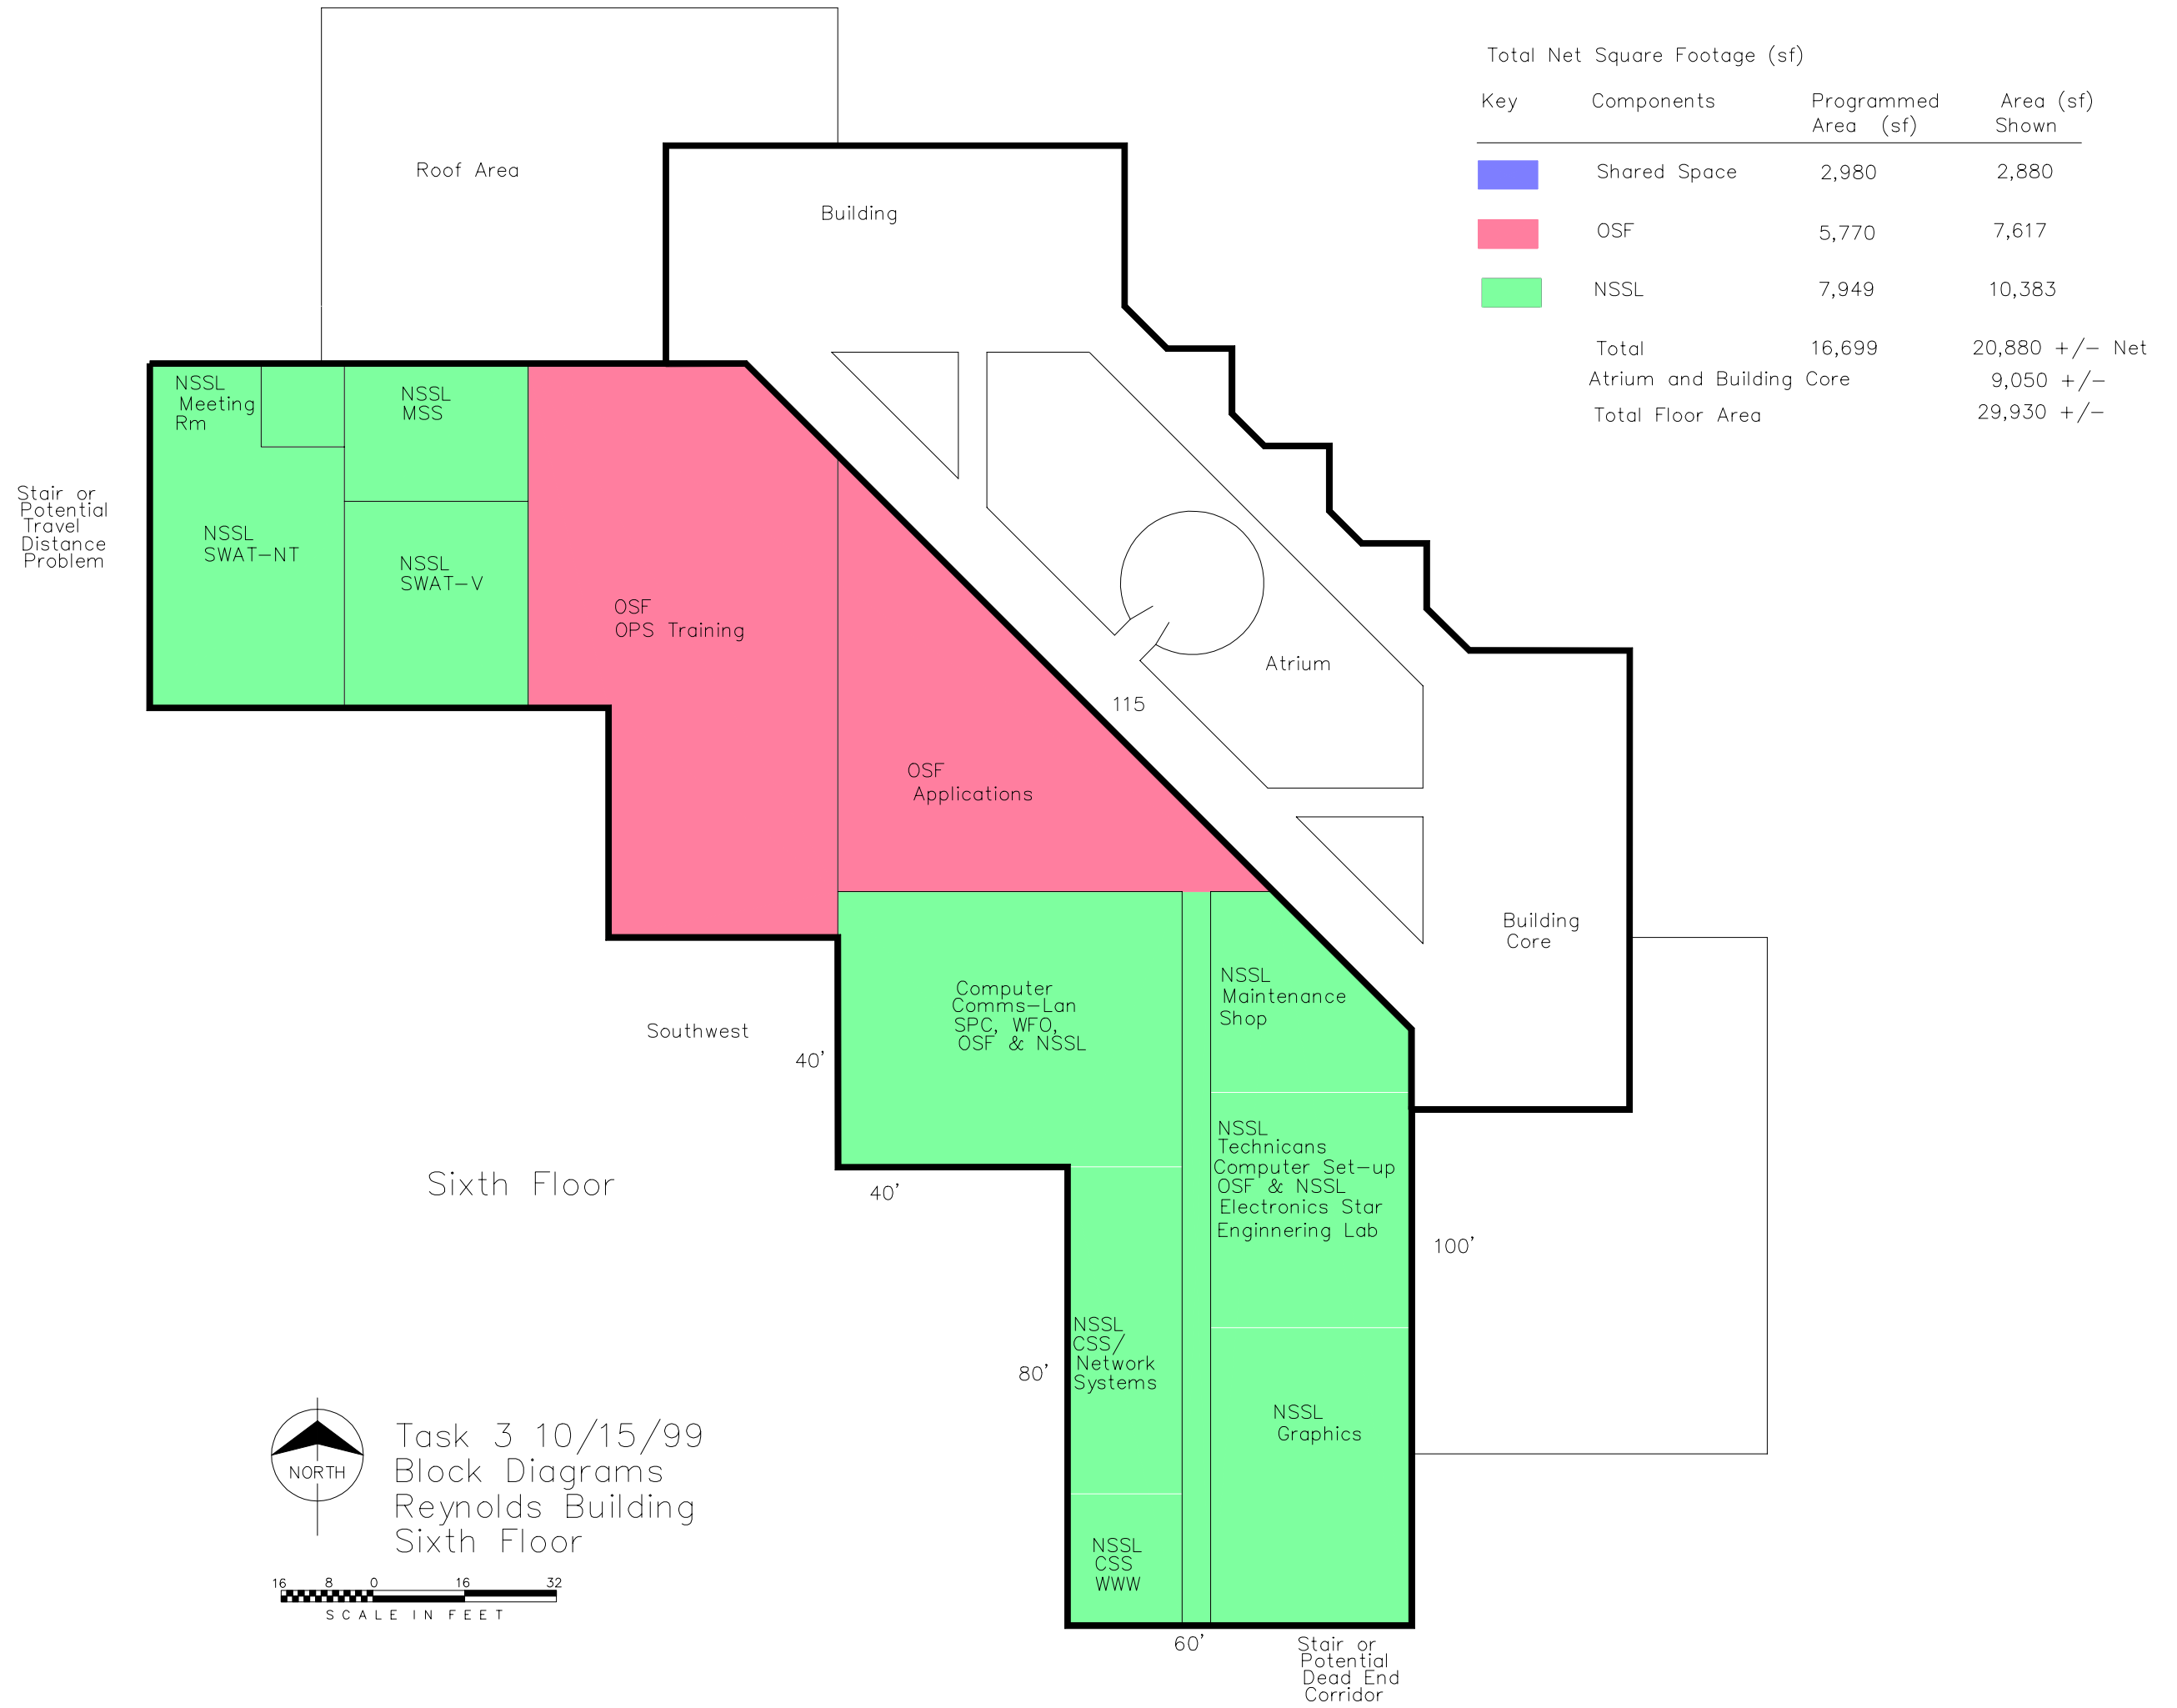 Total Net Square Footage (sf)
Key Components Programmed Area (sf)
Area (sf) Shown
Shared Space 2,980 2,880
OSF 5,770 7,617
NSSL 7,949 10,383
Total 16,699 20,880 +/- Net
Atrium and Building Core 9,050 +/-
Total Floor Area 29,930 +/-
Roof Area
Building
NSSL
Meeting
Rm
NSSL
MSS
Stair or
Potential
Travel
Distance
Problem
NSSL
SWAT-NT
NSSL
SWAT-V
OSF
OPS Training
Atrium
115
OSF
Applications
Building
Core
Computer
Comms-Lan
SPC, WFO,
OSF & NSSL
NSSL
Maintenance
Shop
Southwest
40'
NSSL
Technicans
Computer Set-up
OSF & NSSL
Electronics Star
Enginnering Lab
Sixth Floor
40'
100'
NSSL
CSS/
Network
Systems
80'
NSSL
Graphics
NORTH
Task 3 10/15/99
Block Diagrams
Reynolds Building
Sixth Floor
NSSL
CSS
WWW
16 8 0 16 32
SCALE IN FEET
60'
Stair or
Potential
Dead End
Corridor